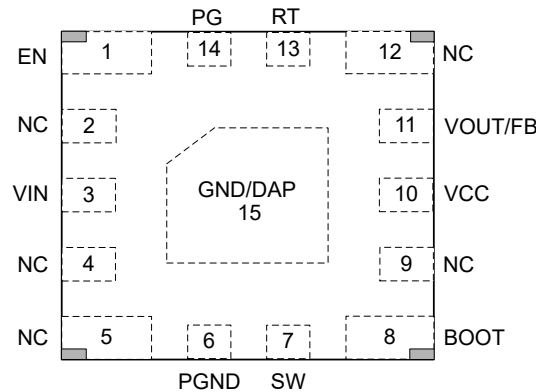 PG RT
EN 1 14 13 12 NC
NC 2 11 VOUT/FB
VIN 3 GND/DAP 10 VCC
15
NC 4 9 NC
NC 5 6 7 8 BOOT
PGND SW